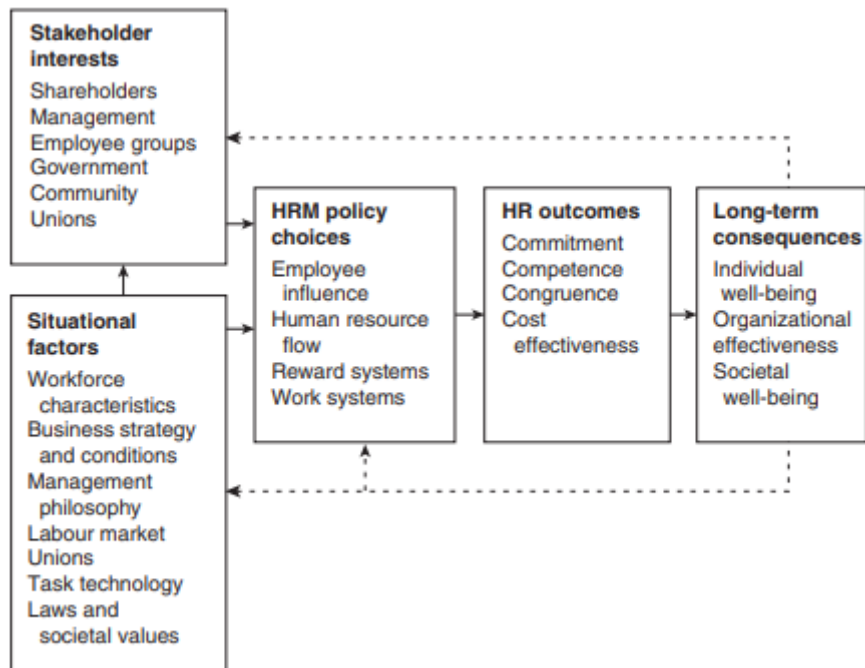 Stakeholder
interests
Shareholders
Management
Employee groups
Government
Community
Unions
Situational
factors
Workforce
characteristics
Business strategy
and conditions
Management
philosophy
Labour market
Unions
Task technology
Laws and
societal values
HRM policy
choices
Employee
influence
Human resource
flow
Reward systems
Work systems
HR outcomes
Commitment
Competence
Congruence
Cost
effectiveness
Long-term
consequences
Individual
well-being
Organizational
effectiveness
Societal
well-being